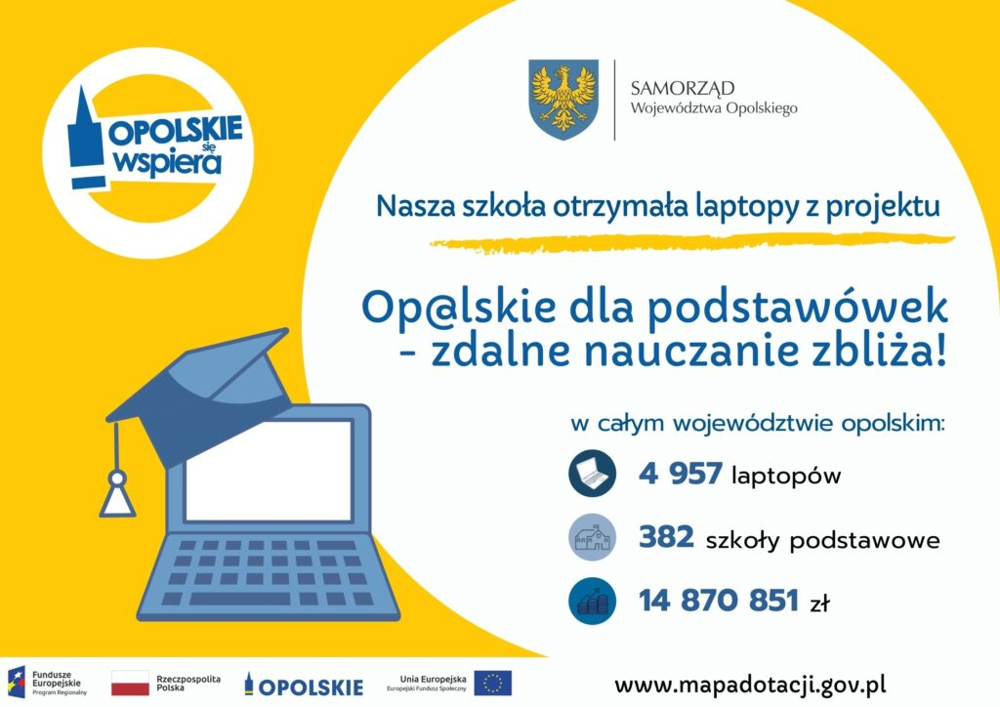 OPOLSKIE
się
wspiera
SAMORZĄD
Województwa Opolskiego
Nasza szkoła otrzymała laptopy z projektu
Op@lskie dla podstawówek
- zdalne nauczanie zbliża!
w całym województwie opolskim:
4 957 laptopów
382 szkoły podstawowe
14 870 851 zł
Fundusze
Europejskie
Program Regionalny
Rzeczpospolita
Polska
OPOLSKIE
Unia Europejska
Europejski Fundusz Społeczny
www.mapadotacji.gov.pl